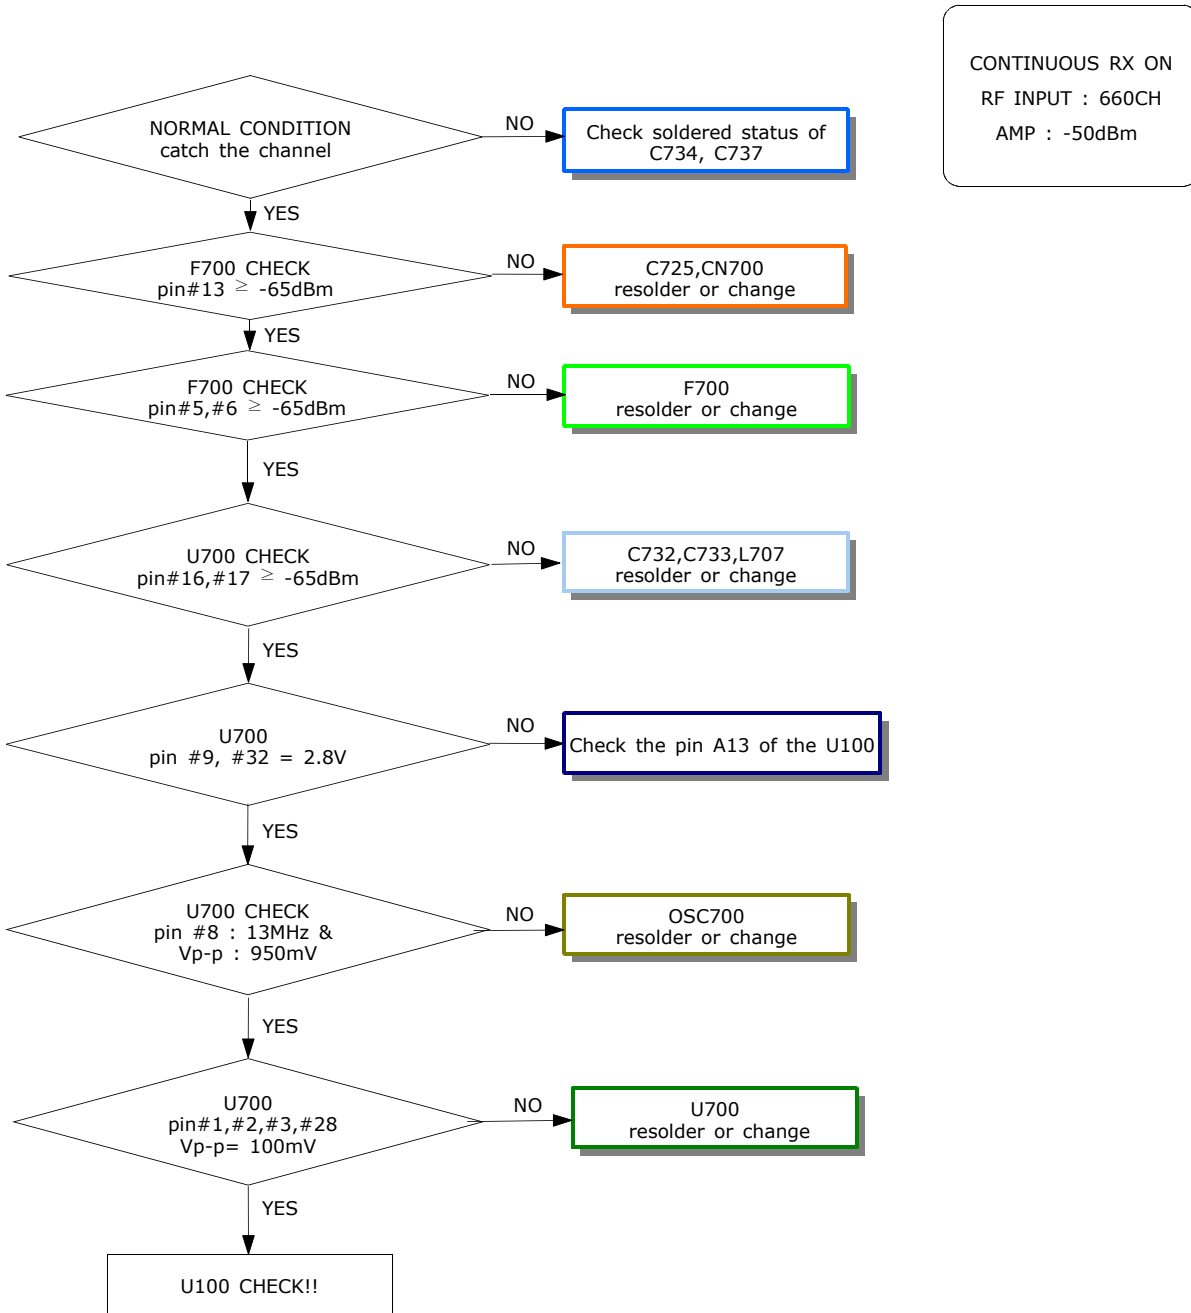 CONTINUOUS RX ON
RF INPUT : 660CH
AMP : -50dBm
NORMAL CONDITION
catch the channel
NO
Check soldered status of
C734, C737
YES
F700 CHECK
pin#13 ≥ -65dBm
NO
C725,CN700
resolder or change
YES
F700 CHECK
pin#5,#6 ≥ -65dBm
NO
F700
resolder or change
YES
U700 CHECK
pin#16,#17 ≥ -65dBm
NO
C732,C733,L707
resolder or change
YES
U700
pin #9, #32 = 2.8V
NO
Check the pin A13 of the U100
YES
U700 CHECK
pin #8 : 13MHz &
Vp-p : 950mV
NO
OSC700
resolder or change
YES
U700
pin#1,#2,#3,#28
Vp-p= 100mV
NO
U700
resolder or change
YES
U100 CHECK!!